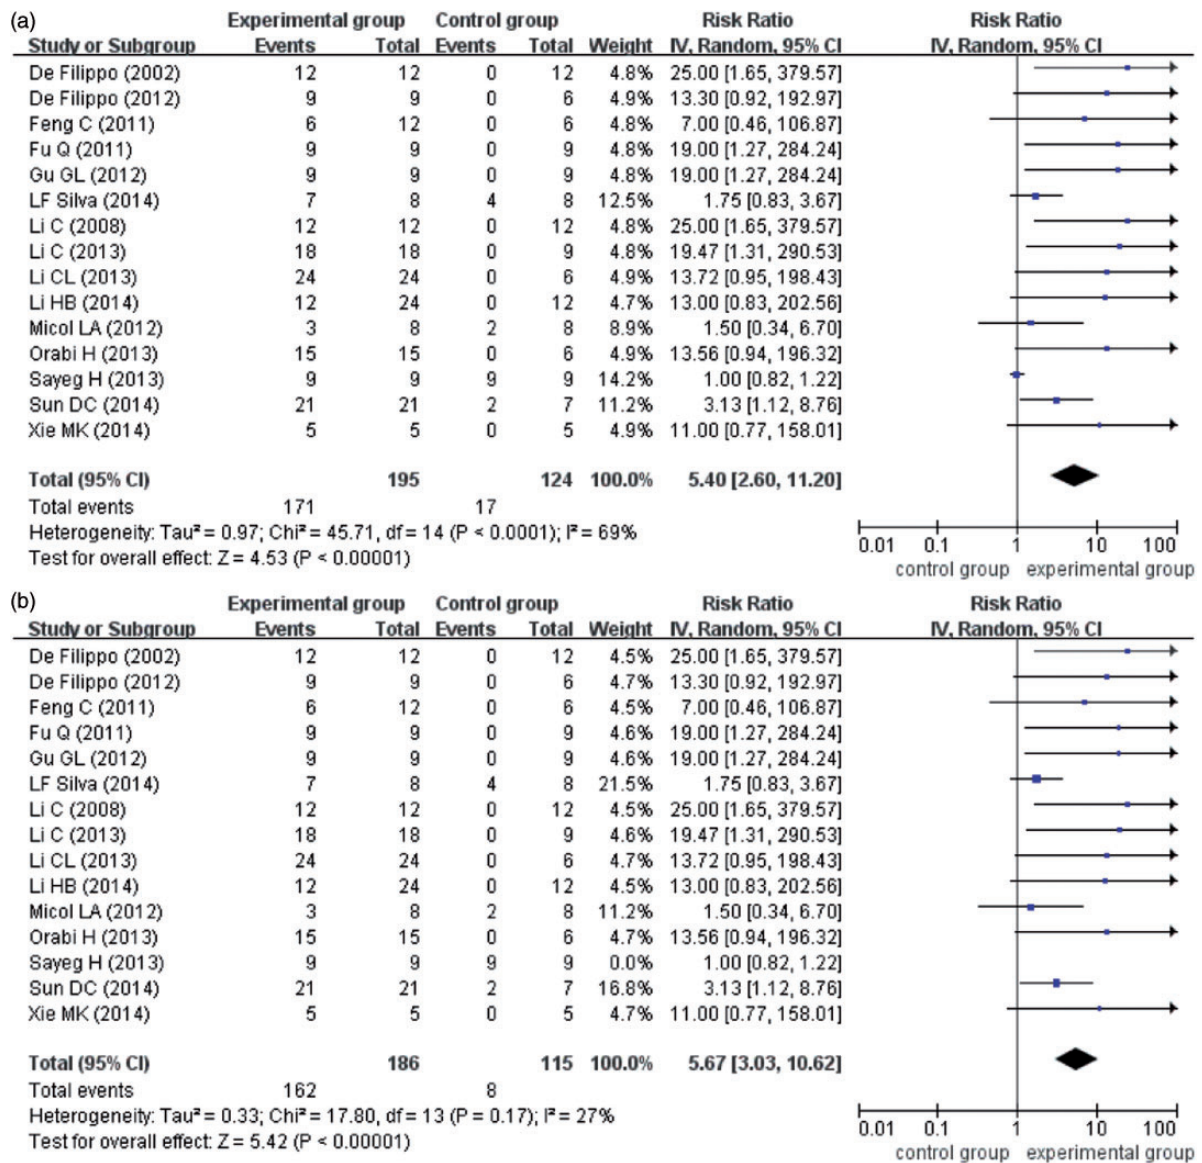 (a) Experimental group Control group Risk Ratio Risk Ratio
Study or Subgroup Events Total Events Total Weight IV, Random, 95% CI IV, Random, 95% CI
De Filippo (2002) 12 12 0 12 4.8% 25.00 [1.65, 379.57]
De Filippo (2012) 9 9 0 6 4.9% 13.30 [0.92, 192.97]
Feng C (2011) 6 12 0 6 4.8% 7.00 [0.46, 106.87]
Fu Q (2011) 9 9 0 9 4.8% 19.00 [1.27, 284.24]
Gu GL (2012) 9 9 0 9 4.8% 19.00 [1.27, 284.24]
LF Silva (2014) 7 8 4 8 12.5% 1.75 [0.83, 3.67]
Li C (2008) 12 12 0 12 4.8% 25.00 [1.65, 379.57]
Li C (2013) 18 18 0 9 4.8% 19.47 [1.31, 290.53]
Li CL (2013) 24 24 0 6 4.9% 13.72 [0.95, 198.43]
Li HB (2014) 12 24 0 12 4.7% 13.00 [0.83, 202.56]
Micol LA (2012) 3 8 2 8 8.9% 1.50 [0.34, 6.70]
Orabi H (2013) 15 15 0 6 4.9% 13.56 [0.94, 196.32]
Sayeg H (2013) 9 9 9 9 14.2% 1.00 [0.82, 1.22]
Sun DC (2014) 21 21 2 7 11.2% 3.13 [1.12, 8.76]
Xie MK (2014) 5 5 0 5 4.9% 11.00 [0.77, 158.01]
Total (95% CI) 195 124 100.0% 5.40 [2.60, 11.20]
Total events 171 17
Heterogeneity: Tau² = 0.97; Chi² = 45.71, df = 14 (P < 0.0001); I² = 69%
Test for overall effect: Z = 4.53 (P < 0.00001)
0.01 0.1 1 10 100
control group experimental group
(b) Experimental group Control group Risk Ratio Risk Ratio
Study or Subgroup Events Total Events Total Weight IV, Random, 95% CI IV, Random, 95% CI
De Filippo (2002) 12 12 0 12 4.5% 25.00 [1.65, 379.57]
De Filippo (2012) 9 9 0 6 4.7% 13.30 [0.92, 192.97]
Feng C (2011) 6 12 0 6 4.5% 7.00 [0.46, 106.87]
Fu Q (2011) 9 9 0 9 4.6% 19.00 [1.27, 284.24]
Gu GL (2012) 9 9 0 9 4.6% 19.00 [1.27, 284.24]
LF Silva (2014) 7 8 4 8 21.5% 1.75 [0.83, 3.67]
Li C (2008) 12 12 0 12 4.5% 25.00 [1.65, 379.57]
Li C (2013) 18 18 0 9 4.6% 19.47 [1.31, 290.53]
Li CL (2013) 24 24 0 6 4.7% 13.72 [0.95, 198.43]
Li HB (2014) 12 24 0 12 4.5% 13.00 [0.83, 202.56]
Micol LA (2012) 3 8 2 8 11.2% 1.50 [0.34, 6.70]
Orabi H (2013) 15 15 0 6 4.7% 13.56 [0.94, 196.32]
Sayeg H (2013) 9 9 9 9 0.0% 1.00 [0.82, 1.22]
Sun DC (2014) 21 21 2 7 16.8% 3.13 [1.12, 8.76]
Xie MK (2014) 5 5 0 5 4.7% 11.00 [0.77, 158.01]
Total (95% CI) 186 115 100.0% 5.67 [3.03, 10.62]
Total events 162 8
Heterogeneity: Tau² = 0.33; Chi² = 17.80, df = 13 (P = 0.17); I² = 27%
Test for overall effect: Z = 5.42 (P < 0.00001)
0.01 0.1 1 10 100
control group experimental group